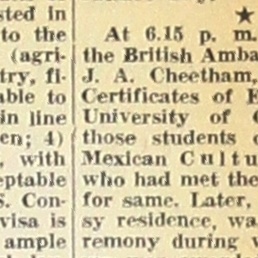 sted in
to the
(agri-
try, fi-
able to
in line
en; 4)
, with
eptable
S. Con-
visa is
ample
★
At 6.15 p. m.
the British Amba
J. A. Cheetham,
Certificates of E
University of C
those students o
Mexican Cultu
who had met the
for same. Later,
sy residence, wa
remony during w